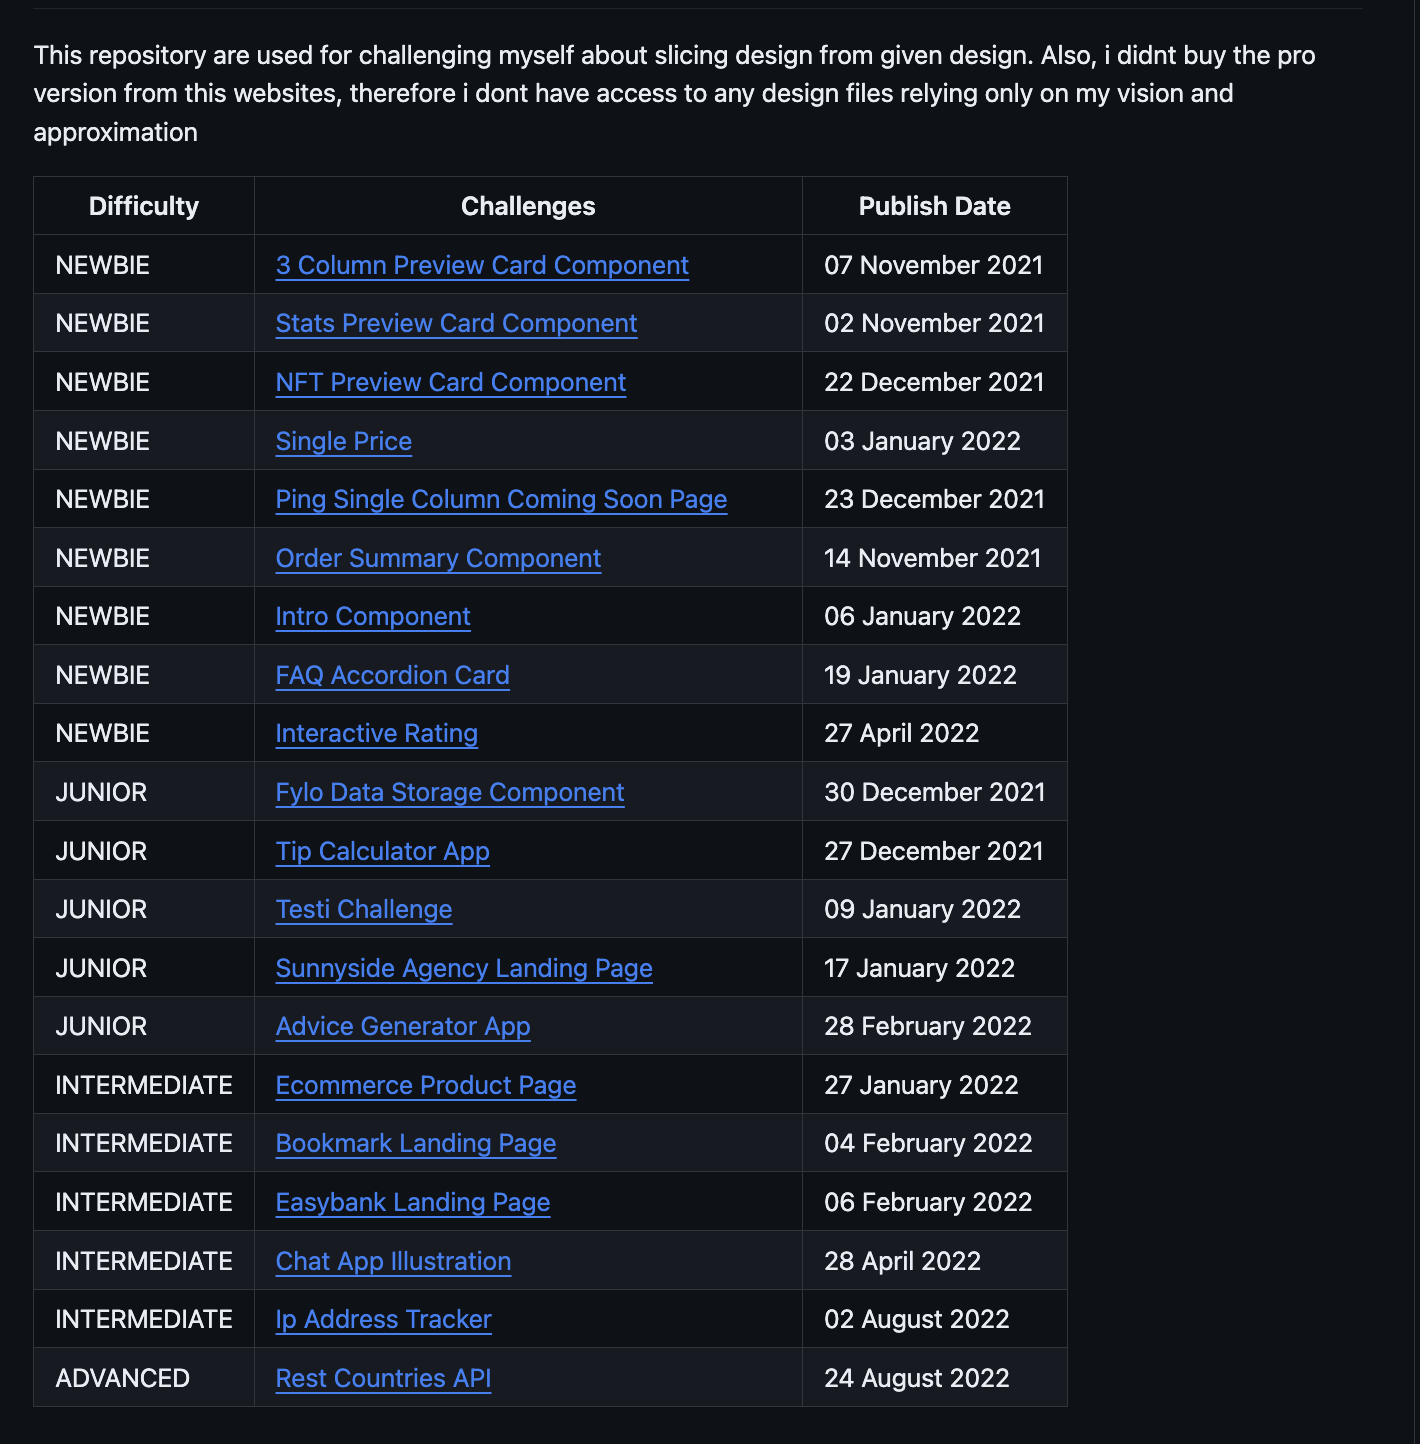 This repository are used for challenging myself about slicing design from given design. Also, i didnt buy the pro
version from this websites, therefore i dont have access to any design files relying only on my vision and
approximation
Difficulty Challenges Publish Date
NEWBIE 3 Column Preview Card Component 07 November 2021
NEWBIE Stats Preview Card Component 02 November 2021
NEWBIE NFT Preview Card Component 22 December 2021
NEWBIE Single Price 03 January 2022
NEWBIE Ping Single Column Coming Soon Page 23 December 2021
NEWBIE Order Summary Component 14 November 2021
NEWBIE Intro Component 06 January 2022
NEWBIE FAQ Accordion Card 19 January 2022
NEWBIE Interactive Rating 27 April 2022
JUNIOR Fylo Data Storage Component 30 December 2021
JUNIOR Tip Calculator App 27 December 2021
JUNIOR Testi Challenge 09 January 2022
JUNIOR Sunnyside Agency Landing Page 17 January 2022
JUNIOR Advice Generator App 28 February 2022
INTERMEDIATE Ecommerce Product Page 27 January 2022
INTERMEDIATE Bookmark Landing Page 04 February 2022
INTERMEDIATE Easybank Landing Page 06 February 2022
INTERMEDIATE Chat App Illustration 28 April 2022
INTERMEDIATE Ip Address Tracker 02 August 2022
ADVANCED Rest Countries API 24 August 2022